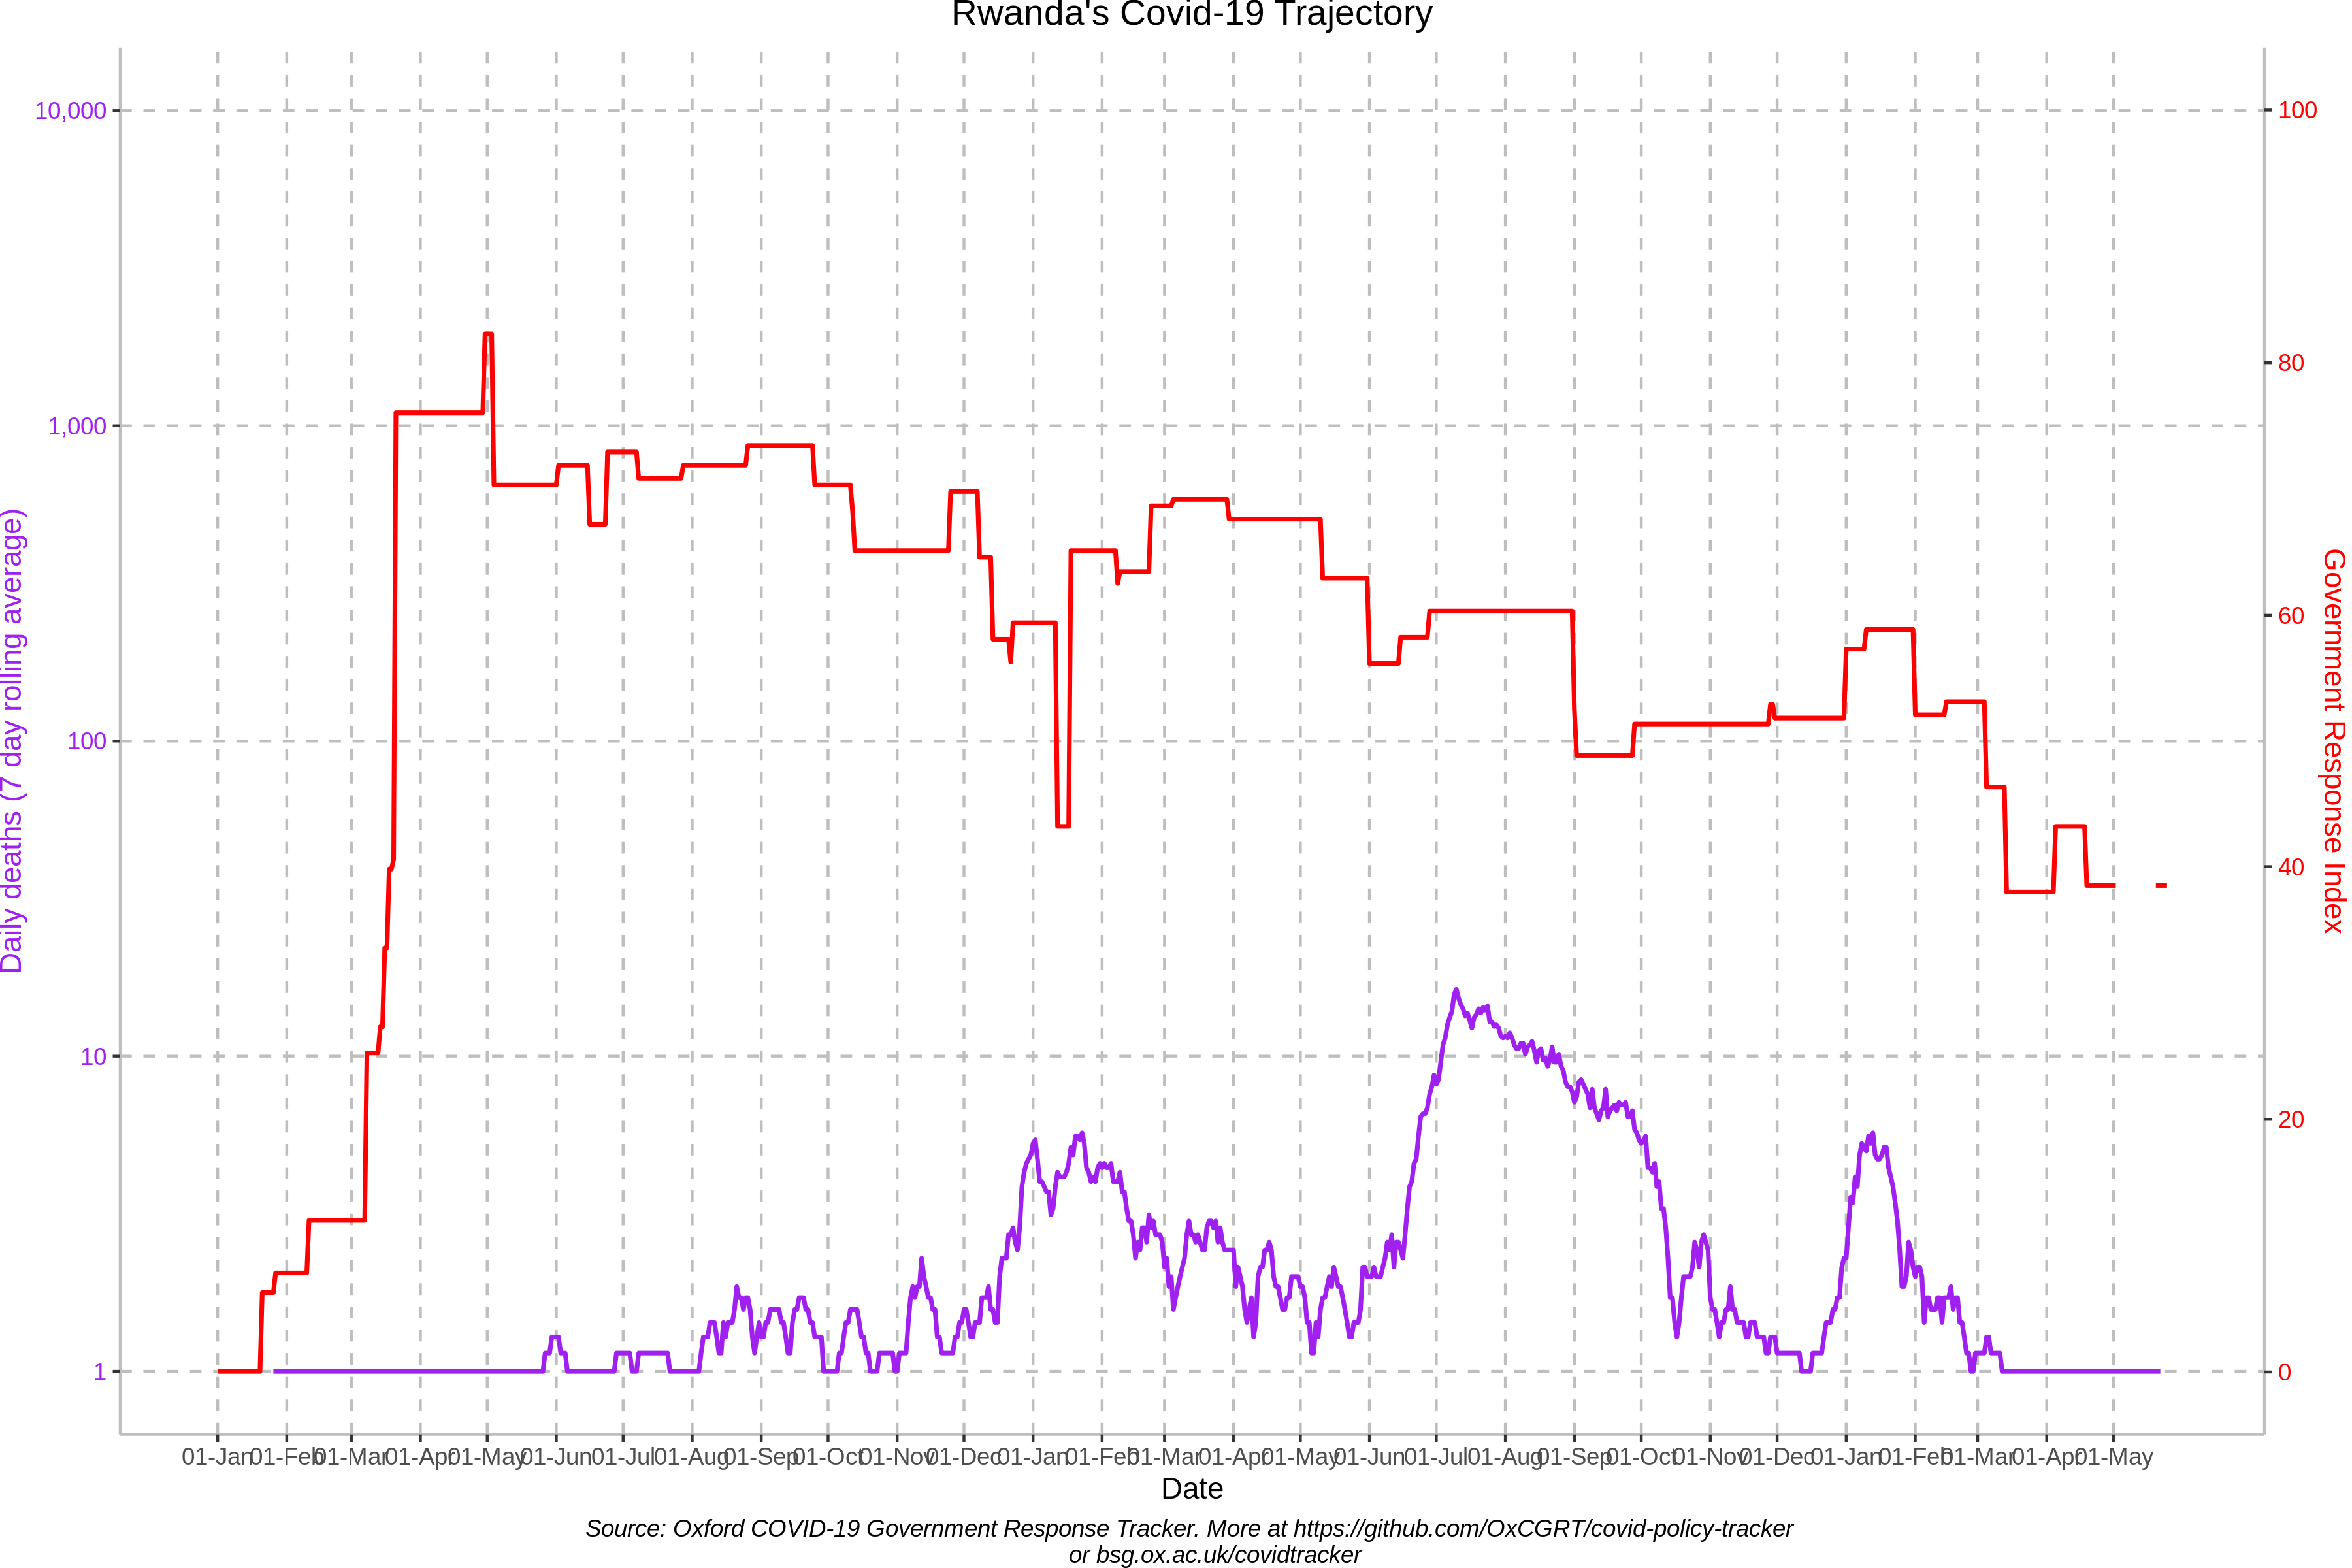 Rwanda's Covid-19 Trajectory
10,000
1,000
100
10
1
Daily deaths (7 day rolling average)
100
80
60
40
20
0
Government Response Index
01-Jan 01-Feb 01-Mar 01-Apr 01-May 01-Jun 01-Jul 01-Aug 01-Sep 01-Oct 01-Nov 01-Dec 01-Jan 01-Feb 01-Mar 01-Apr 01-May 01-Jun 01-Jul 01-Aug 01-Sep 01-Oct 01-Nov 01-Dec 01-Jan 01-Feb 01-Mar 01-Apr 01-May
Date
Source: Oxford COVID-19 Government Response Tracker. More at https://github.com/OxCGRT/covid-policy-tracker
or bsg.ox.ac.uk/covidtracker